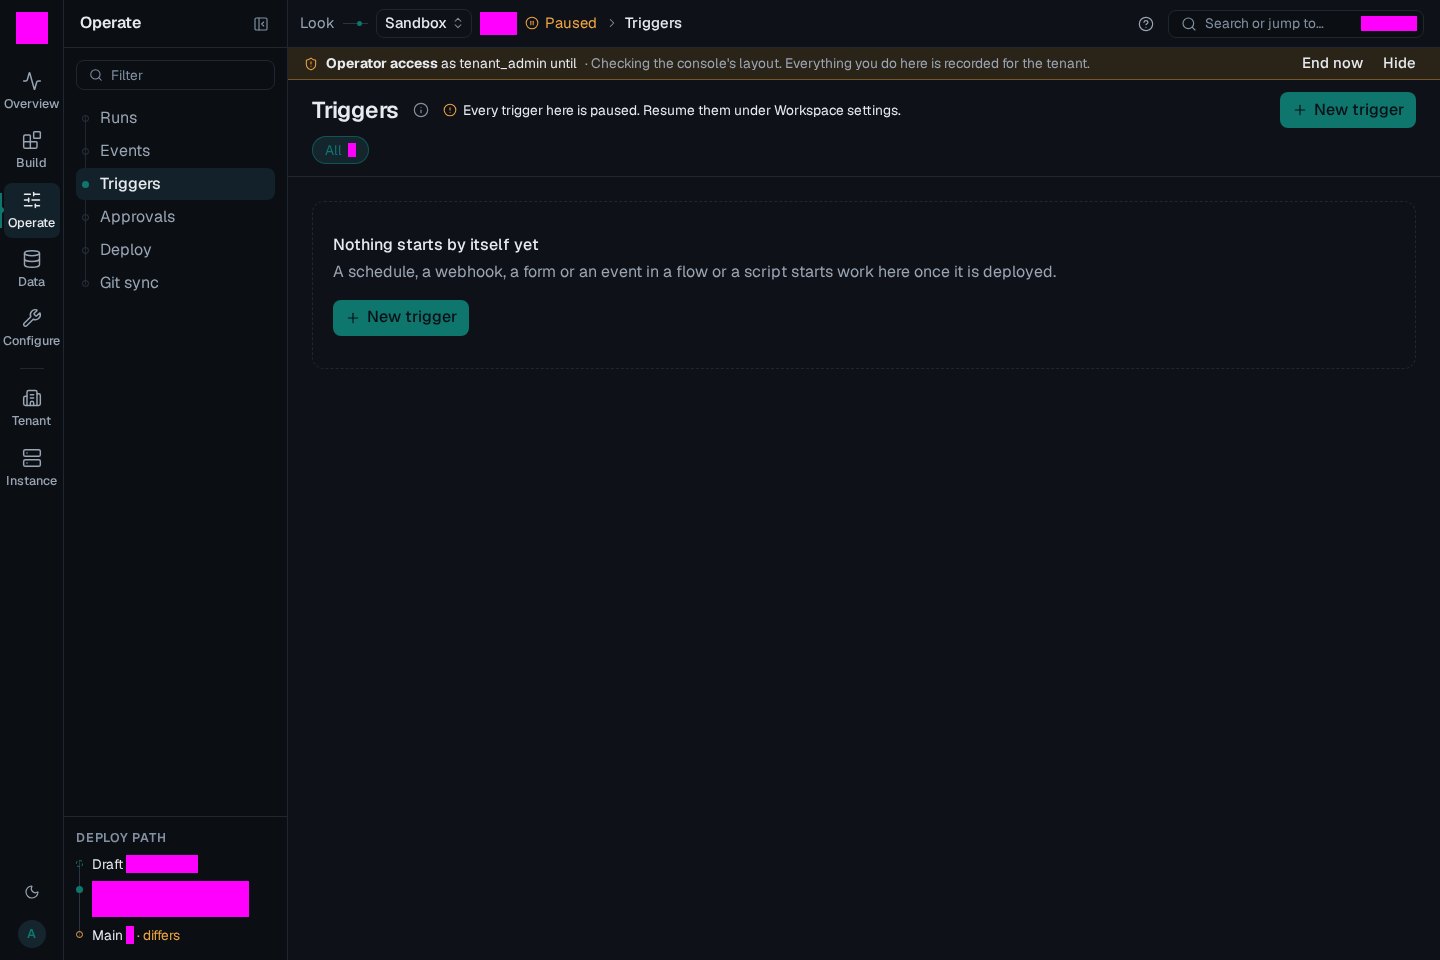 Operate
Look
Sandbox
Paused
Triggers
Search or jump to...
Operator access as tenant_admin until · Checking the console's layout. Everything you do here is recorded for the tenant.
End now
Hide
Filter
Overview
Build
Operate
Data
Configure
Tenant
Instance
Runs
Events
Triggers
Approvals
Deploy
Git sync
Triggers
Every trigger here is paused. Resume them under Workspace settings.
New trigger
All
Nothing starts by itself yet
A schedule, a webhook, a form or an event in a flow or a script starts work here once it is deployed.
New trigger
DEPLOY PATH
Draft
Main · differs
A